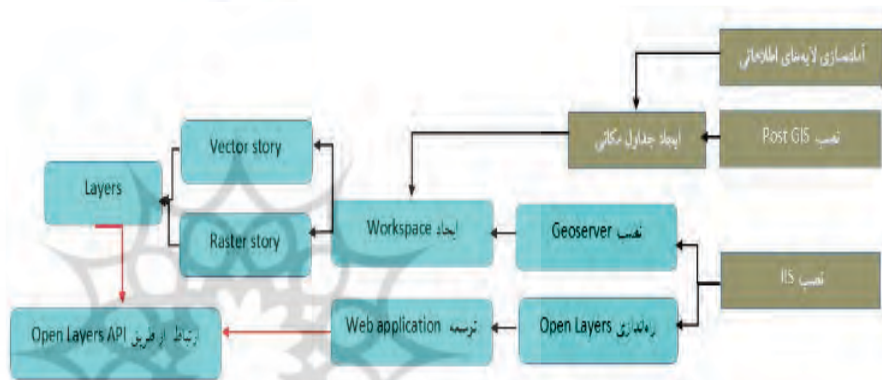 آماده‌سازی لایه‌های اطلاعاتی
نصب Post GIS
ایجاد جداول مکانی
Vector story
Layers
Raster story
ایجاد Workspace
نصب Geoserver
نصب IIS
راه‌اندازی Open Layers
توسعه Web application
ارتباط از طریق Open Layers API